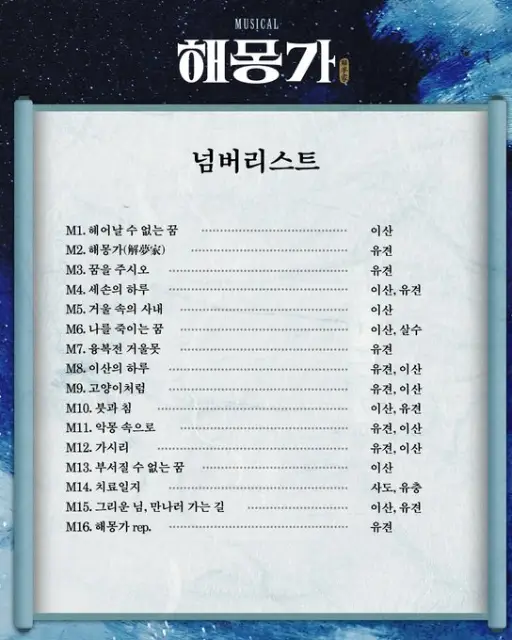 MUSICAL
해몽가
넘버리스트
M1. 헤어날 수 없는 꿈 이산
M2. 해몽가(解夢家) 유견
M3. 꿈을 주시오 유견
M4. 세손의 하루 이산, 유견
M5. 거울 속의 사내 이산
M6. 나를 죽이는 꿈 이산, 살수
M7. 융복전 거울못 유견
M8. 이산의 하루 유견, 이산
M9. 고양이처럼 유견, 이산
M10. 붓과 침 이산, 유견
M11. 악몽 속으로 유견, 이산
M12. 가시리 유견, 이산
M13. 부서질 수 없는 꿈 이산
M14. 치료일지 사도, 유충
M15. 그리운 님, 만나러 가는 길 이산, 유견
M16. 해몽가 rep. 유견